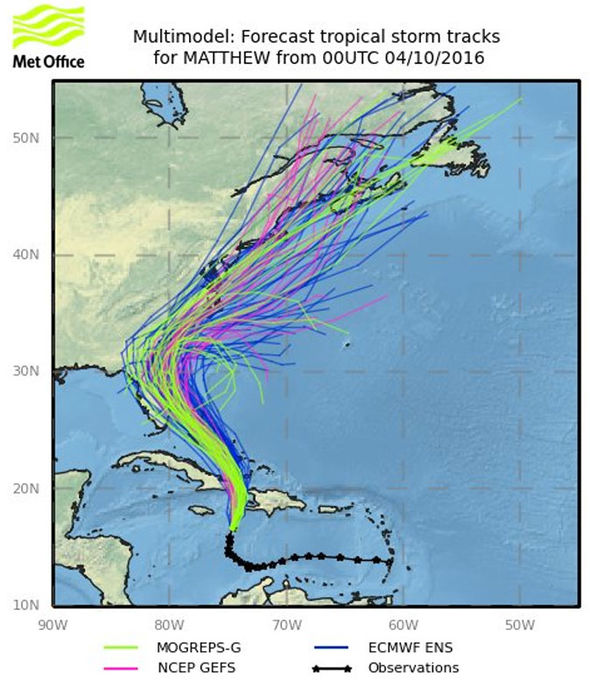 Met Office
Multimodel: Forecast tropical storm tracks
for MATTHEW from 00UTC 04/10/2016
50N
40N
30N
20N
10N
90W 80W 70W 60W 50W
MOGREPS-G ECMWF ENS
NCEP GEFS Observations